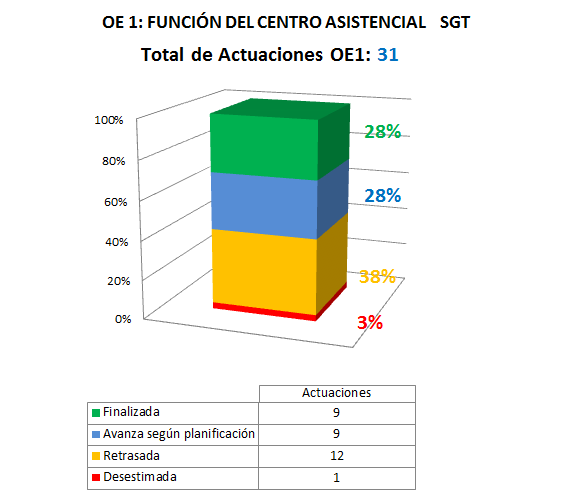 OE 1: FUNCIÓN DEL CENTRO ASISTENCIAL SGT
Total de Actuaciones OE1: 31
100%
80%
60%
40%
20%
0%
28%
28%
38%
3%
Actuaciones
Finalizada 9
Avanza según planificación 9
Retrasada 12
Desestimada 1